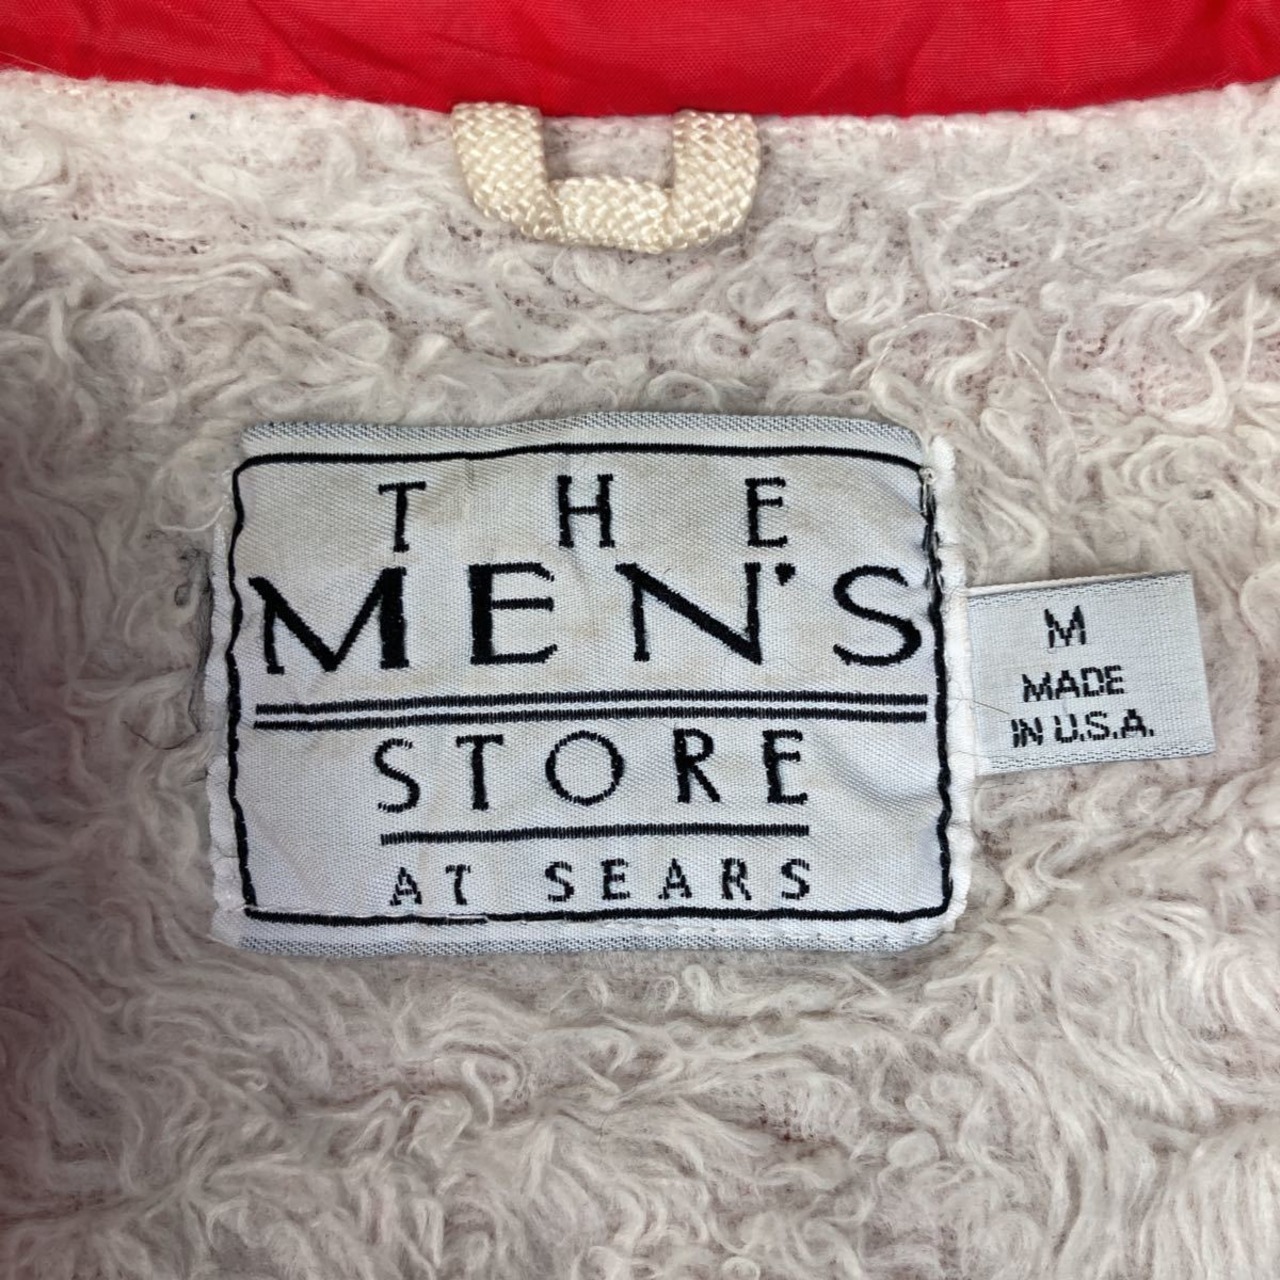 THE
MEN'S
STORE
AT SEARS
M
MADE
IN U.S.A.